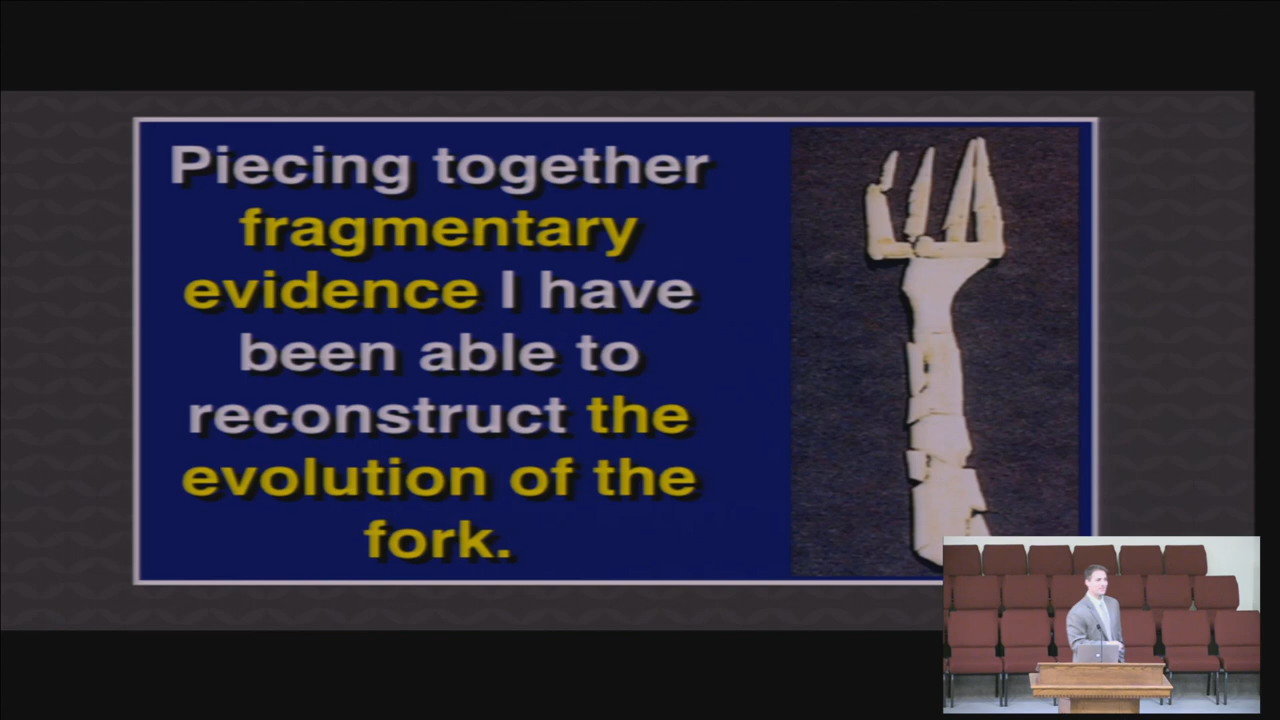 Piecing together
fragmentary
evidence I have
been able to
reconstruct the
evolution of the
fork.